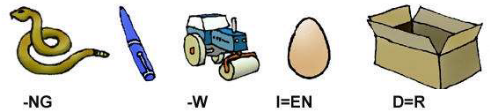 -NG -W I=EN D=R